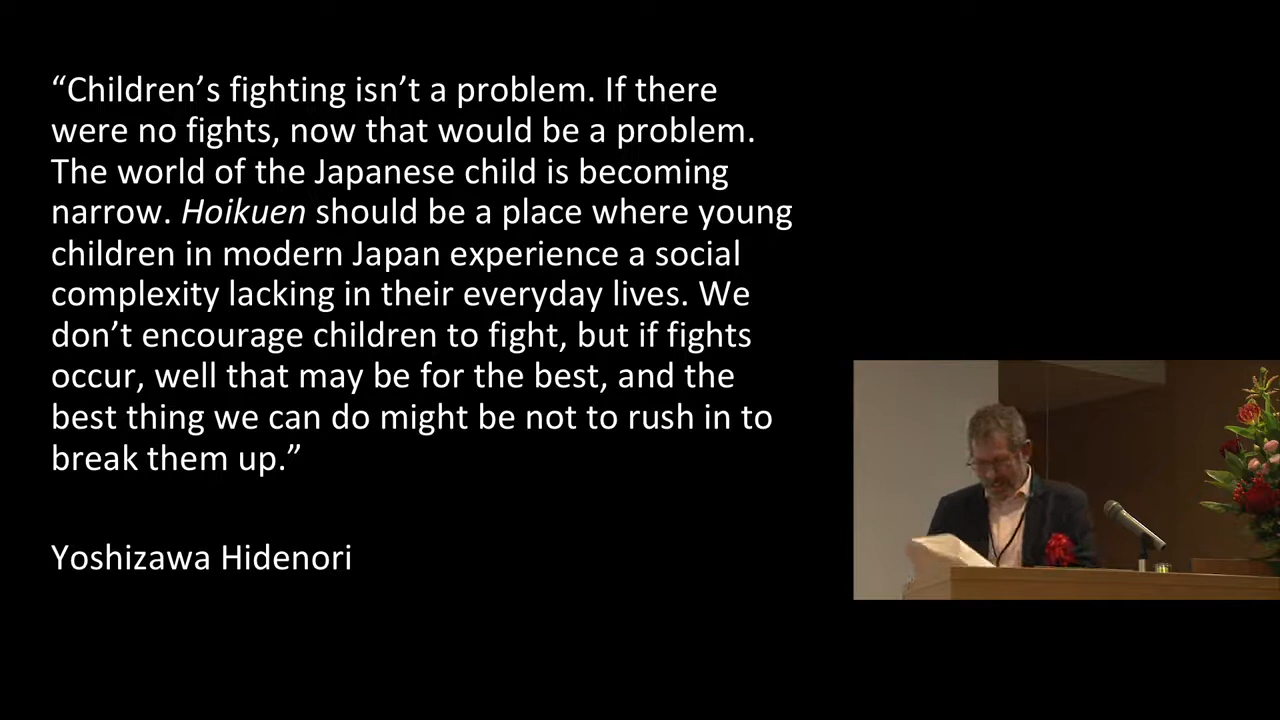 “Children’s fighting isn’t a problem. If there
were no fights, now that would be a problem.
The world of the Japanese child is becoming
narrow. Hoikuen should be a place where young
children in modern Japan experience a social
complexity lacking in their everyday lives. We
don’t encourage children to fight, but if fights
occur, well that may be for the best, and the
best thing we can do might be not to rush in to
break them up.”
Yoshizawa Hidenori